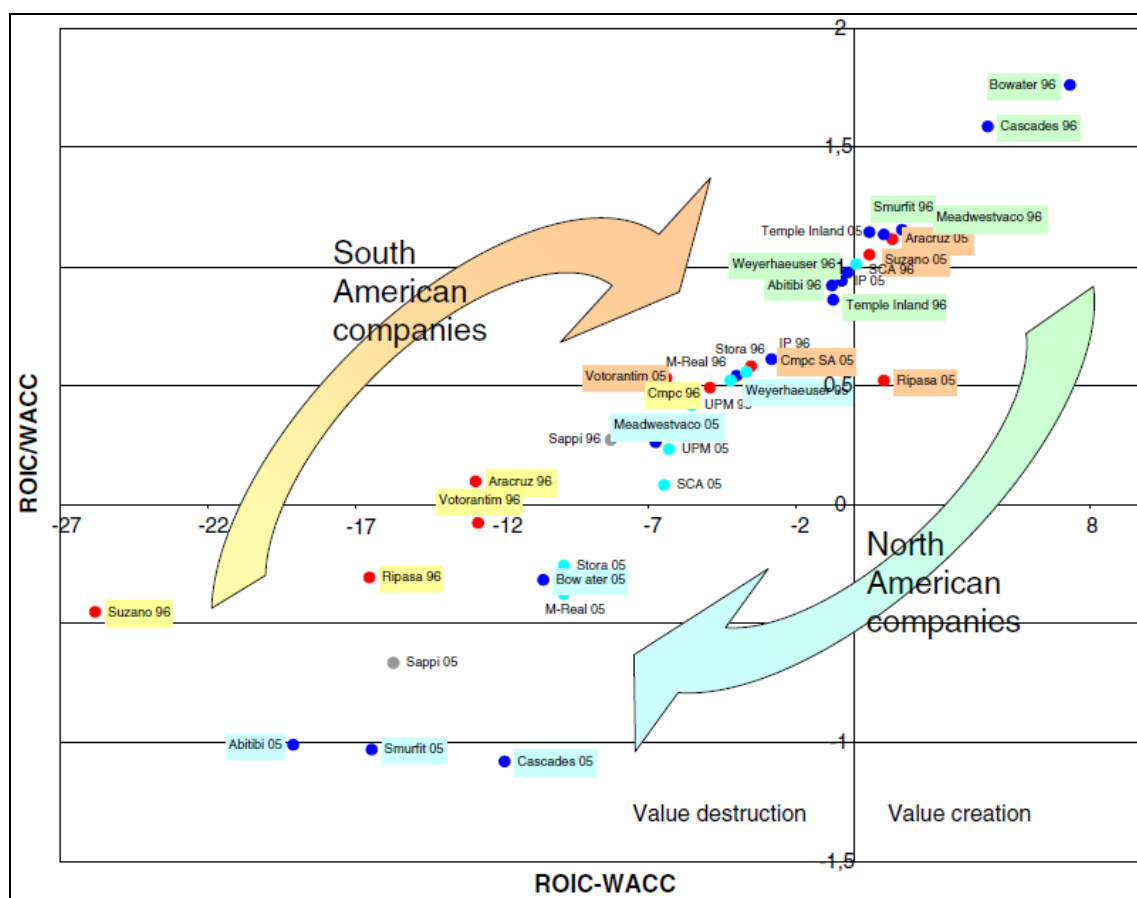 2
Bowater 96
Cascades 96
1,5
Smurfit 96
Meadwestvaco 96
Temple Inland 05
Aracruz 05
Suzano 05
Weyerhaeuser 96
1
SCA 96
Abitibi 96
IP 05
Temple Inland 96
South
American
companies
Stora 96
IP 96
M-Real 96
Cmpc SA 05
Votorantim 05
0,5
Ripasa 05
Cmpc 96
Weyerhaeuser 05
UPM 96
Meadwestvaco 05
Sappi 96
UPM 05
Aracruz 96
SCA 05
Votorantim 96
0
-27
-22
-17
-12
-7
-2
8
North
American
companies
Stora 05
Bow ater 05
Ripasa 96
M-Real 05
Suzano 96
Sappi 05
Abitibi 05
Smurfit 05
Cascades 05
-1
Value destruction
Value creation
-1,5
ROIC-WACC
ROIC/WACC